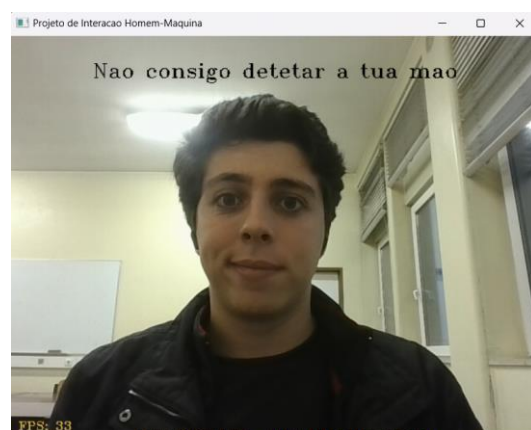 Projeto de Interacao Homem-Maquina
Nao consigo detetar a tua mao
FPS: 33